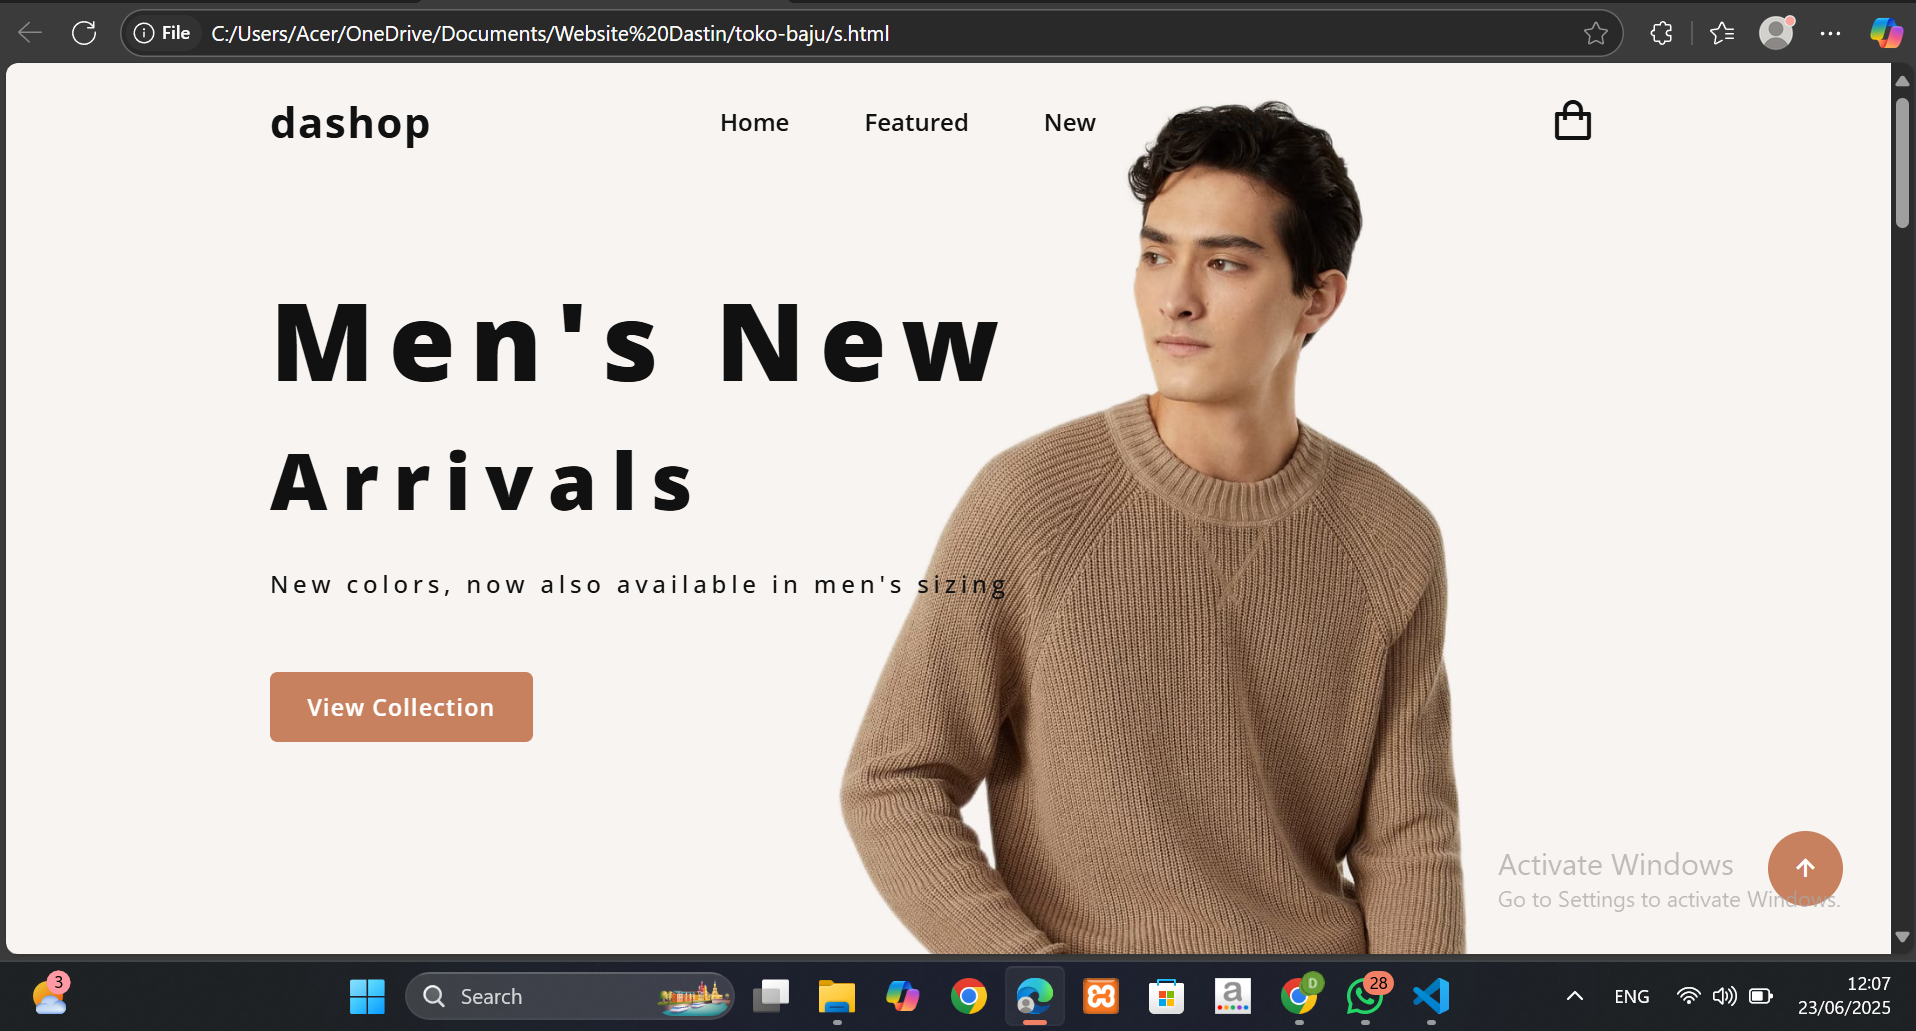 File C:/Users/Acer/OneDrive/Documents/Website%20Dastin/toko-baju/s.html
dashop
Home Featured New
Men's New
Arrivals
New colors, now also available in men's sizing
View Collection
Activate Windows
Go to Settings to activate Windows.
3
Search
a
D
28
ENG
12:07
23/06/2025